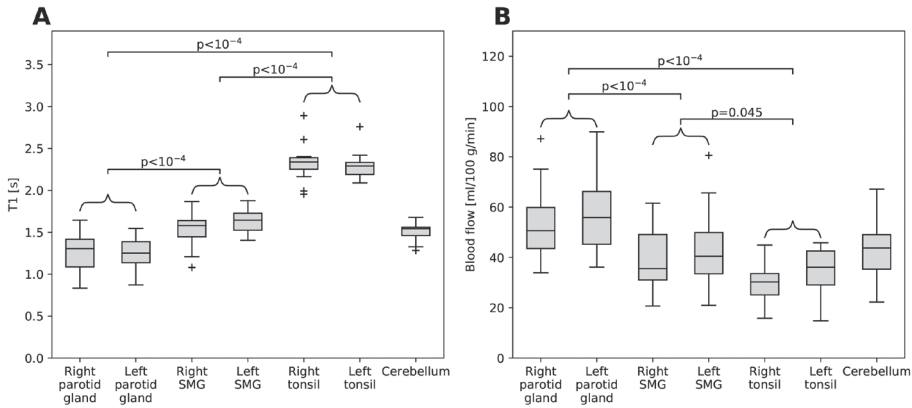 A
p<10⁻⁴
p<10⁻⁴
p<10⁻⁴
T1 [s]
3.5
3.0
2.5
2.0
1.5
1.0
0.5
0.0
Right parotid gland
Left parotid gland
Right SMG
Left SMG
Right tonsil
Left tonsil
Cerebellum
B
p<10⁻⁴
p<10⁻⁴
p=0.045
Blood flow [ml/100 g/min]
120
100
80
60
40
20
0
Right parotid gland
Left parotid gland
Right SMG
Left SMG
Right tonsil
Left tonsil
Cerebellum